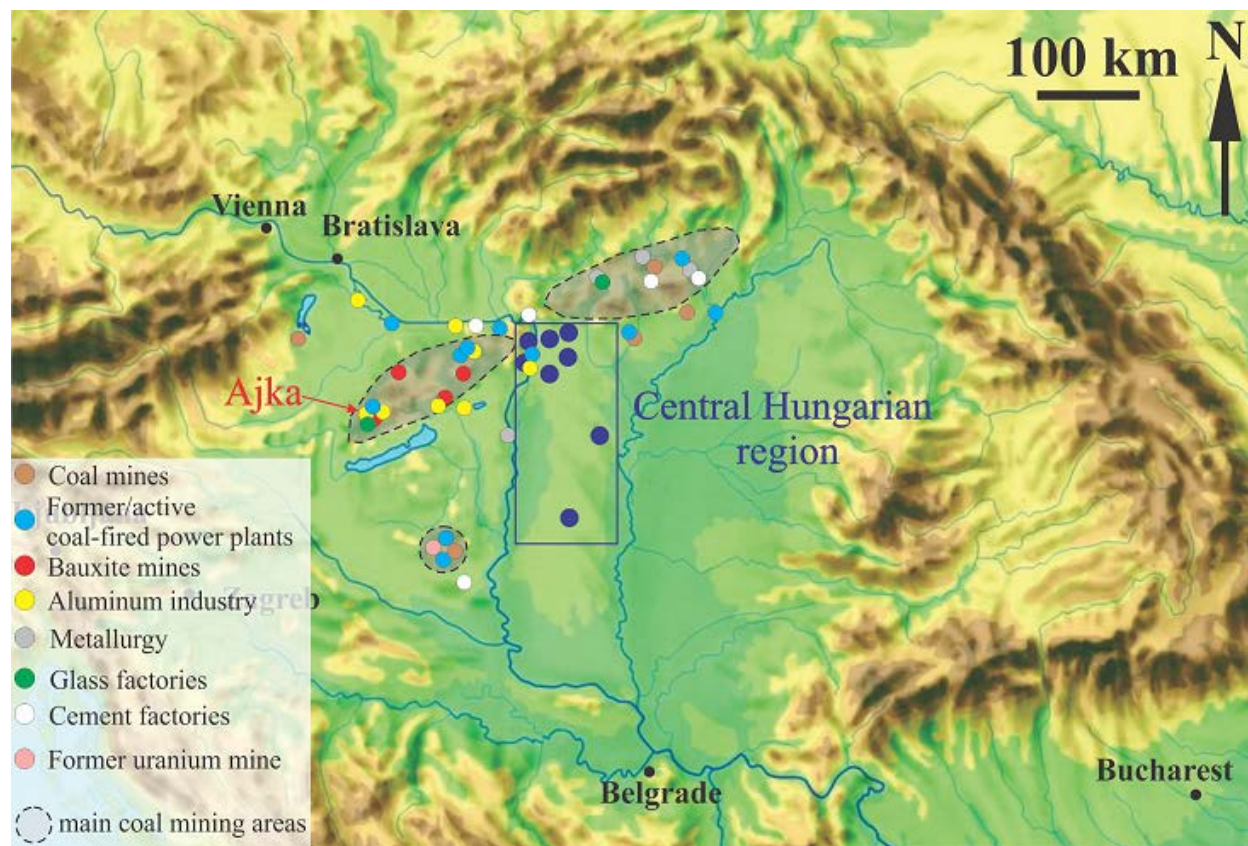 100 km
N
Vienna
Bratislava
Ajka
Central Hungarian
region
Coal mines
Former/active
coal-fired power plants
Bauxite mines
Aluminum industry
Zagreb
Metallurgy
Glass factories
Cement factories
Former uranium mine
main coal mining areas
Belgrade
Bucharest